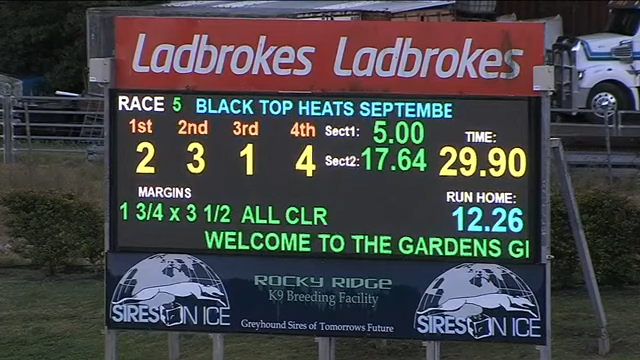 Ladbrokes Ladbrokes
RACE 5 BLACK TOP HEATS SEPTEMBE
1st 2nd 3rd 4th Sect1: 5.00 TIME:
2 3 1 4 Sect2: 17.64 29.90
MARGINS RUN HOME:
1 3/4 x 3 1/2 ALL CLR 12.26
WELCOME TO THE GARDENS GI
ROCKY RIDGE
K9 Breeding Facility
SIRES ON ICE SIRES ON ICE
Greyhound Sires of Tomorrows Future